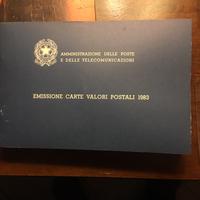 AMMINISTRAZIONE DELLE POSTE
E DELLE TELECOMUNICAZIONI
EMISSIONE CARTE VALORI POSTALI 1983